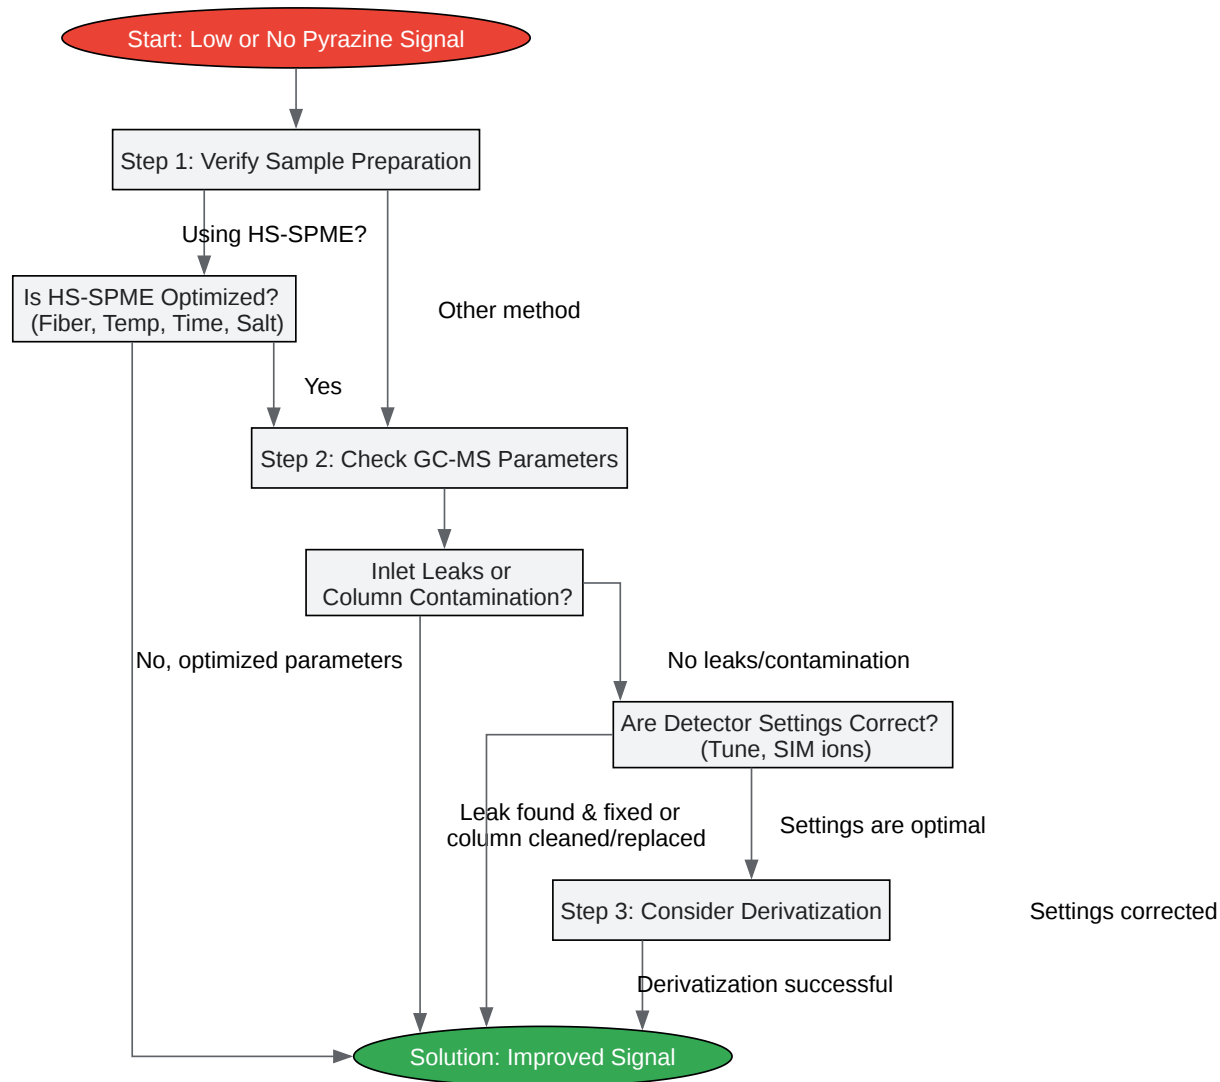 Start: Low or No Pyrazine Signal
Step 1: Verify Sample Preparation
Using HS-SPME?
Is HS-SPME Optimized?
(Fiber, Temp, Time, Salt)
Other method
Yes
Step 2: Check GC-MS Parameters
Inlet Leaks or
Column Contamination?
No, optimized parameters
No leaks/contamination
Are Detector Settings Correct?
(Tune, SIM ions)
Leak found & fixed or
column cleaned/replaced
Settings are optimal
Step 3: Consider Derivatization
Settings corrected
Derivatization successful
Solution: Improved Signal